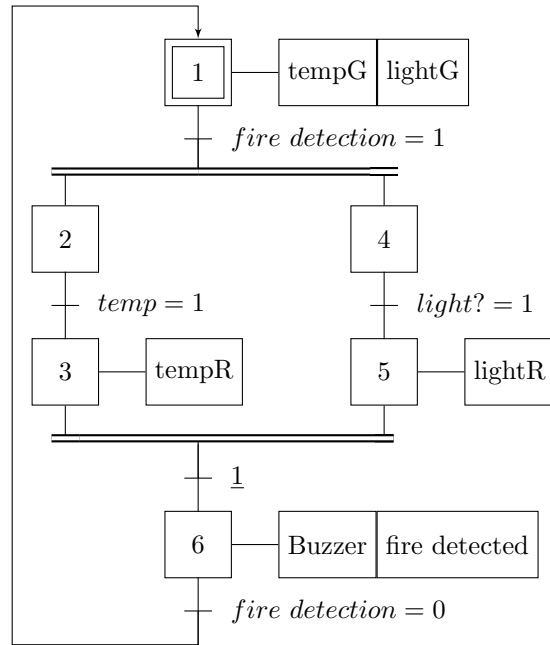 1 tempG lightG
fire detection = 1
2 4
temp = 1 light? = 1
3 tempR 5 lightR
1
6 Buzzer fire detected
fire detection = 0